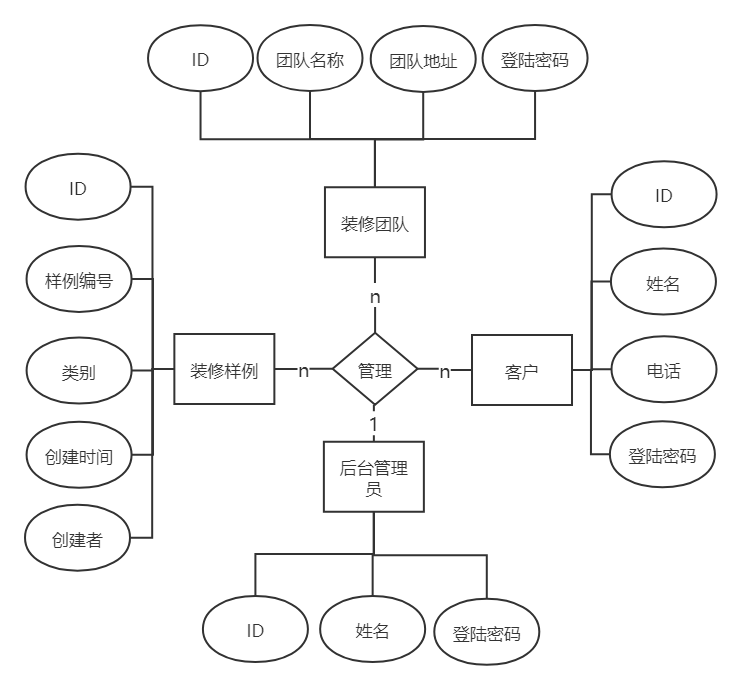 ID
团队名称
团队地址
登陆密码
ID
ID
装修团队
样例编号
姓名
n
类别
装修样例
n
管理
n
客户
电话
1
创建时间
后台管理
员
登陆密码
创建者
ID
姓名
登陆密码